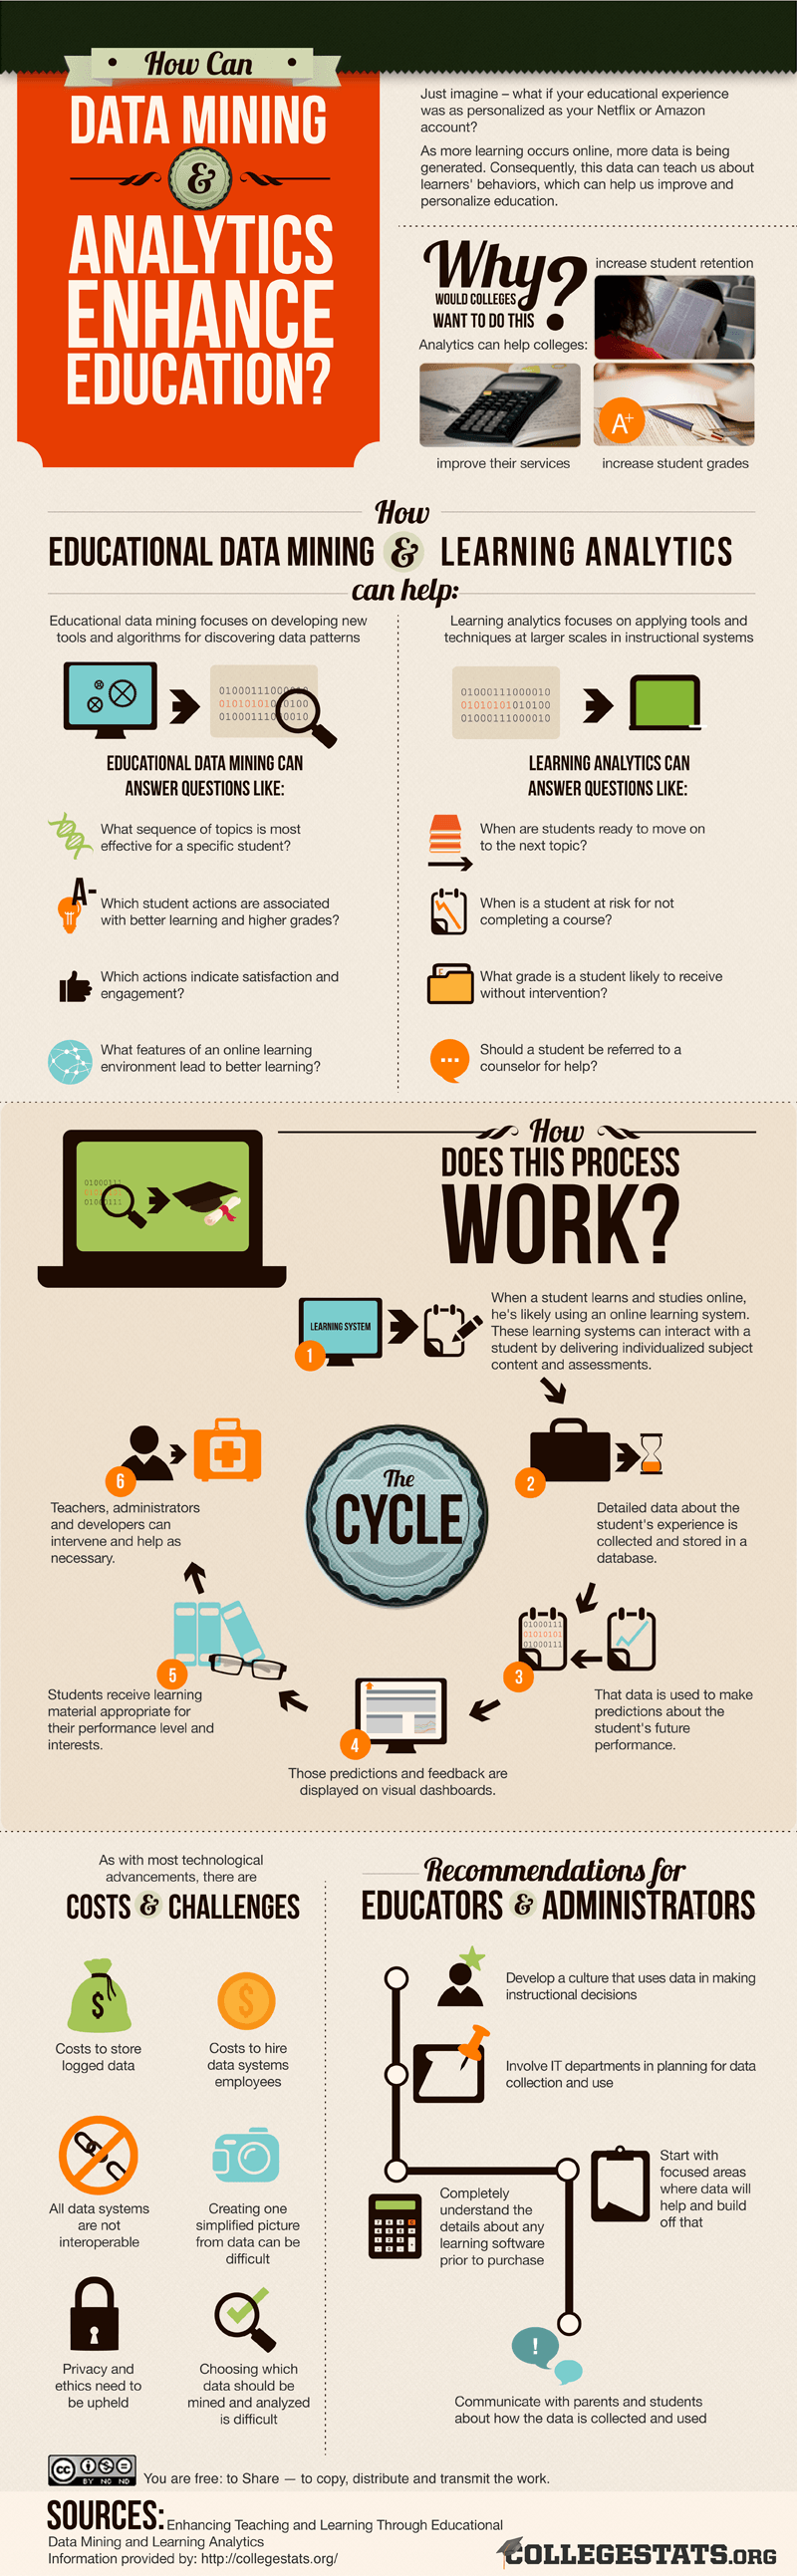 How Can
DATA MINING
&
ANALYTICS
ENHANCE
EDUCATION?
Just imagine – what if your educational experience
was as personalized as your Netflix or Amazon
account?
As more learning occurs online, more data is being
generated. Consequently, this data can teach us about
learners' behaviors, which can help us improve and
personalize education.
Why?
WOULD COLLEGES
WANT TO DO THIS
Analytics can help colleges:
increase student retention
A+
improve their services
increase student grades
How
EDUCATIONAL DATA MINING & LEARNING ANALYTICS
can help:
Educational data mining focuses on developing new
tools and algorithms for discovering data patterns
01000111000010
01010101010100
01000111000010
EDUCATIONAL DATA MINING CAN
ANSWER QUESTIONS LIKE:
What sequence of topics is most
effective for a specific student?
A-
Which student actions are associated
with better learning and higher grades?
Which actions indicate satisfaction and
engagement?
What features of an online learning
environment lead to better learning?
Learning analytics focuses on applying tools and
techniques at larger scales in instructional systems
01000111000010
01010101010100
01000111000010
LEARNING ANALYTICS CAN
ANSWER QUESTIONS LIKE:
When are students ready to move on
to the next topic?
When is a student at risk for not
completing a course?
What grade is a student likely to receive
without intervention?
Should a student be referred to a
counselor for help?
How
DOES THIS PROCESS
WORK?
LEARNING SYSTEM
1
When a student learns and studies online,
he's likely using an online learning system.
These learning systems can interact with a
student by delivering individualized subject
content and assessments.
The
CYCLE
2
Detailed data about the
student's experience is
collected and stored in a
database.
01000111
01010101
01000111
3
That data is used to make
predictions about the
student's future
performance.
4
Those predictions and feedback are
displayed on visual dashboards.
5
Students receive learning
material appropriate for
their performance level and
interests.
6
Teachers, administrators
and developers can
intervene and help as
necessary.
As with most technological
advancements, there are
COSTS & CHALLENGES
$
Costs to store
logged data
$
Costs to hire
data systems
employees
All data systems
are not
interoperable
Creating one
simplified picture
from data can be
difficult
Privacy and
ethics need to
be upheld
Choosing which
data should be
mined and analyzed
is difficult
Recommendations for
EDUCATORS & ADMINISTRATORS
Develop a culture that uses data in making
instructional decisions
Involve IT departments in planning for data
collection and use
Start with
focused areas
where data will
help and build
off that
Completely
understand the
details about any
learning software
prior to purchase
!
Communicate with parents and students
about how the data is collected and used
cc
BY NC ND
You are free: to Share — to copy, distribute and transmit the work.
SOURCES: Enhancing Teaching and Learning Through Educational
Data Mining and Learning Analytics
Information provided by: http://collegestats.org/
COLLEGESTATS.ORG